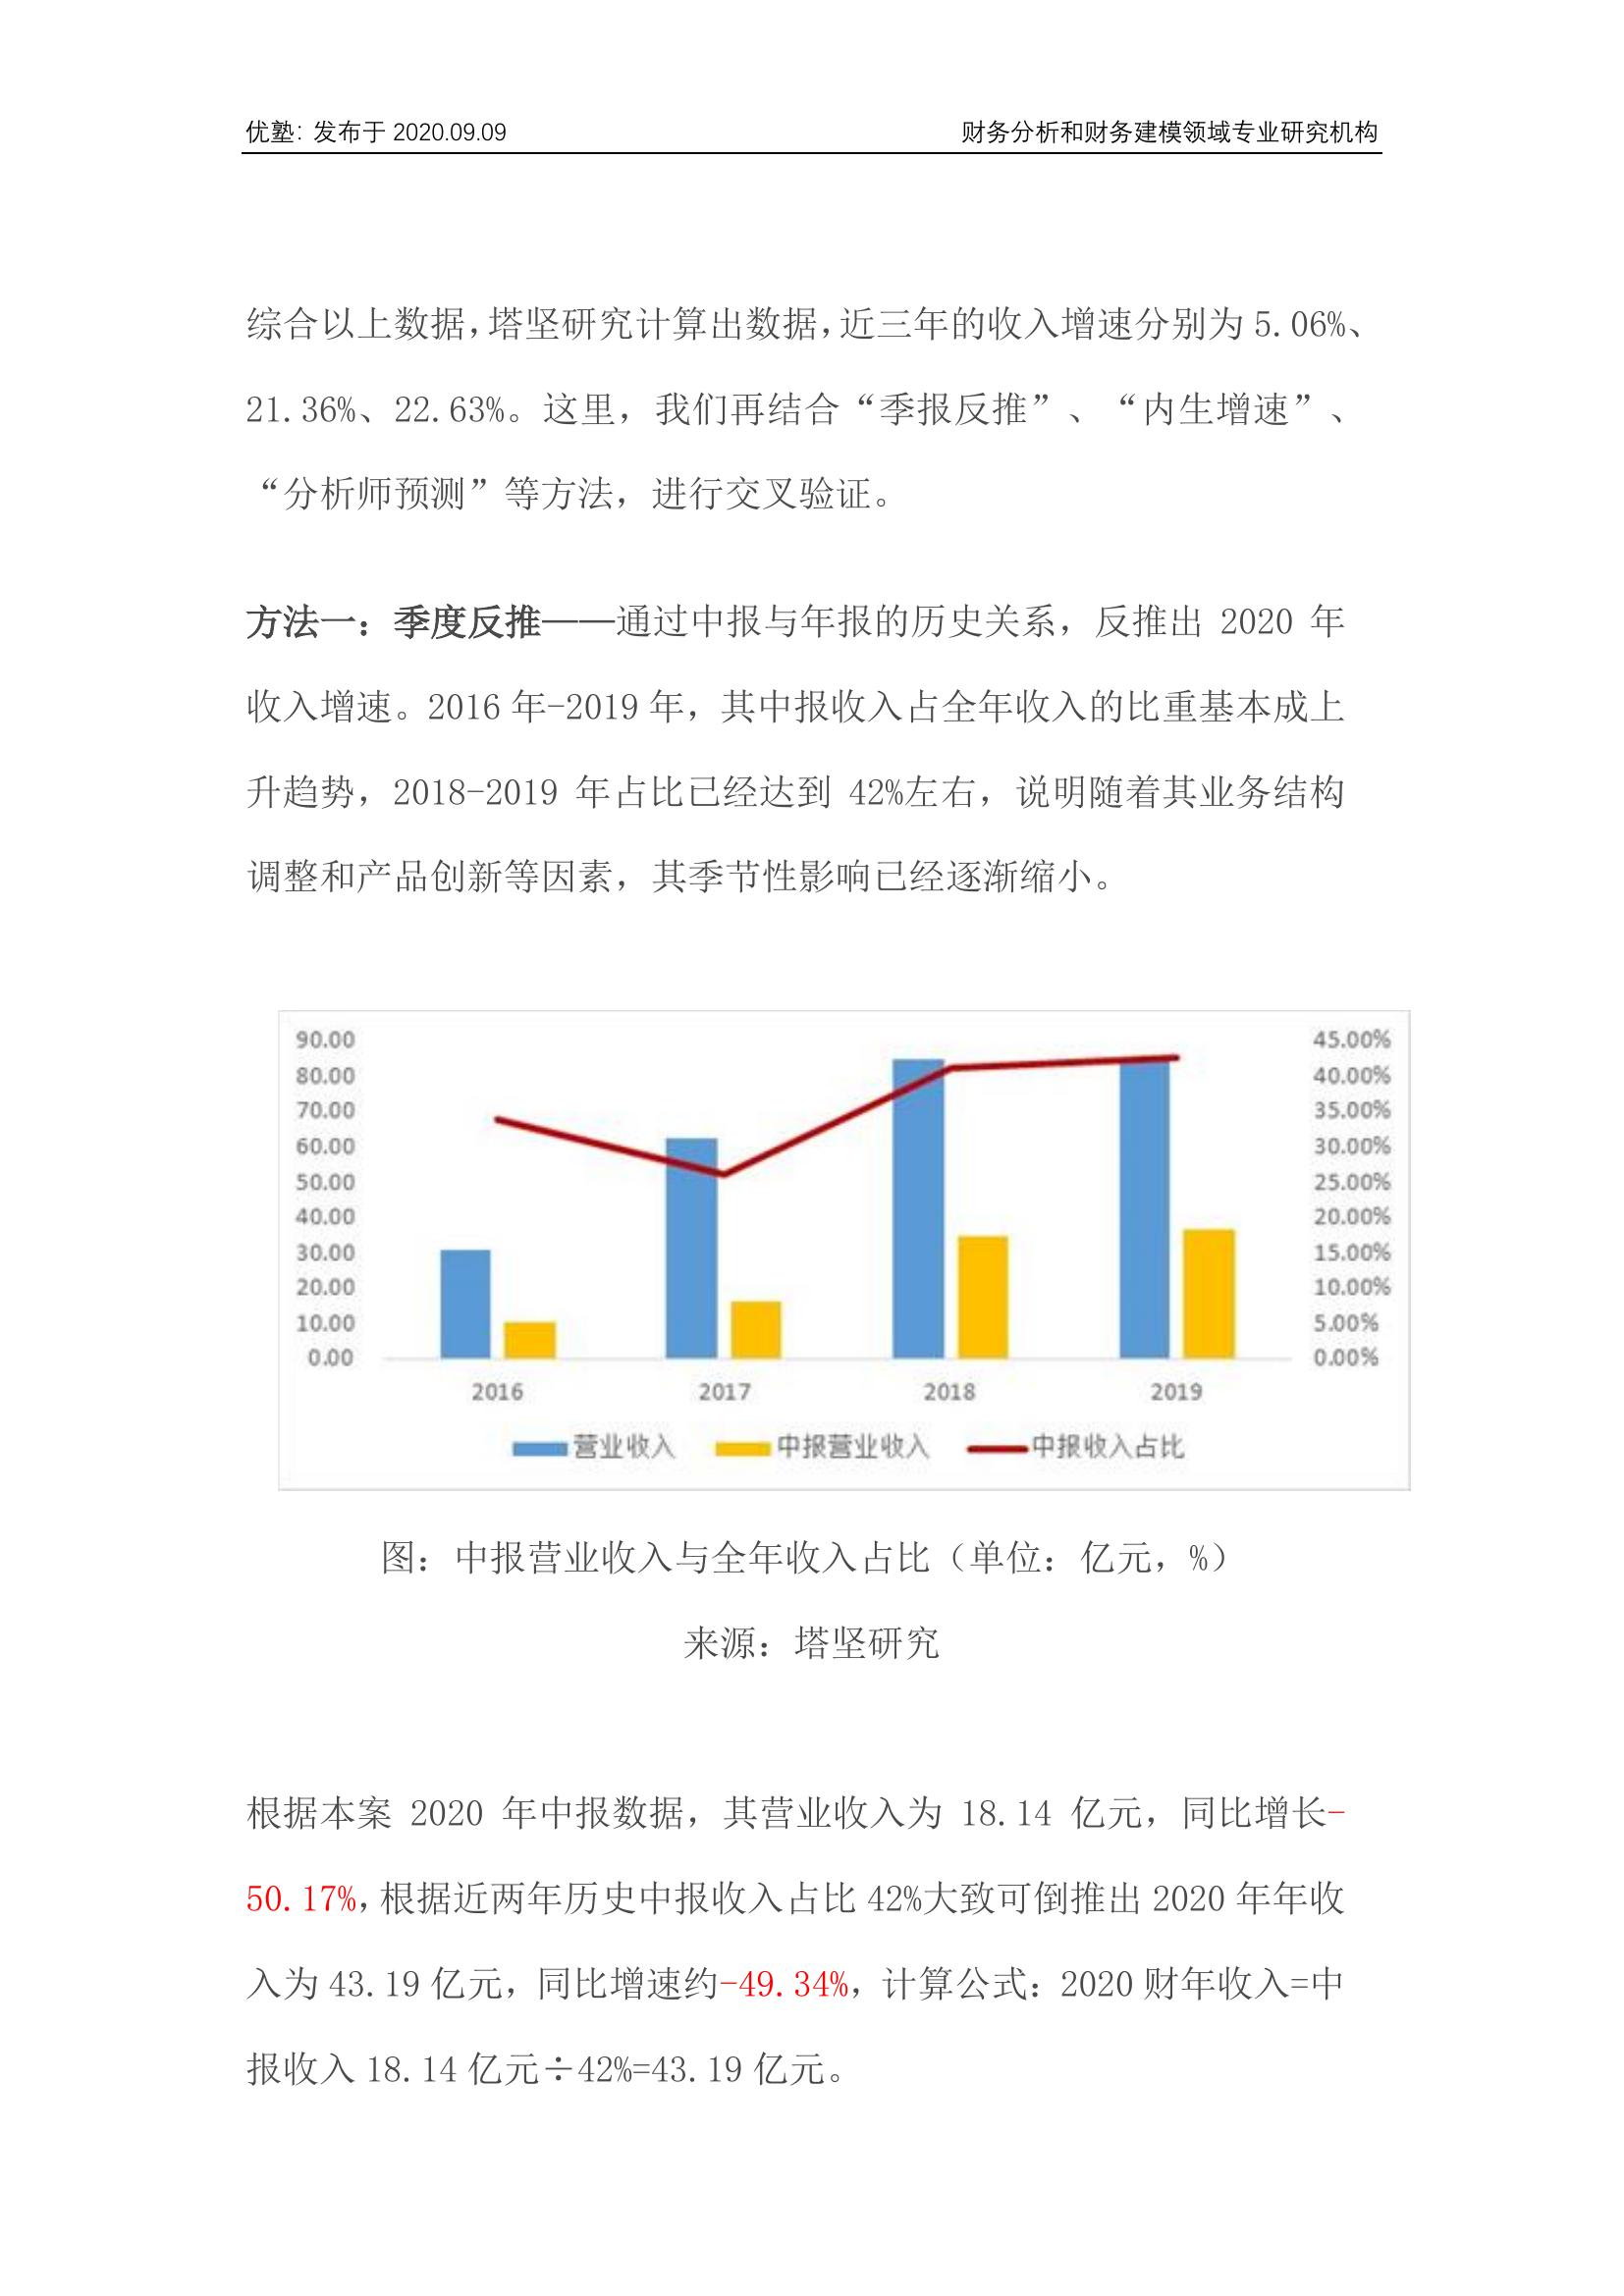 优塾：发布于 2020.09.09 财务分析和财务建模领域专业研究机构
综合以上数据，塔坚研究计算出数据，近三年的收入增速分别为 5.06%、
21.36%、22.63%。这里，我们再结合“季报反推”、“内生增速”、
“分析师预测”等方法，进行交叉验证。
方法一：季度反推——通过中报与年报的历史关系，反推出 2020 年
收入增速。2016 年-2019 年，其中报收入占全年收入的比重基本成上
升趋势，2018-2019 年占比已经达到 42%左右，说明随着其业务结构
调整和产品创新等因素，其季节性影响已经逐渐缩小。
90.00 45.00%
80.00 40.00%
70.00 35.00%
60.00 30.00%
50.00 25.00%
40.00 20.00%
30.00 15.00%
20.00 10.00%
10.00 5.00%
0.00 0.00%
2016 2017 2018 2019
营业收入 中报营业收入 中报收入占比
图：中报营业收入与全年收入占比（单位：亿元，%）
来源：塔坚研究
根据本案 2020 年中报数据，其营业收入为 18.14 亿元，同比增长-
50.17%，根据近两年历史中报收入占比 42%大致可倒推出 2020 年年收
入为 43.19 亿元，同比增速约-49.34%，计算公式：2020 财年收入=中
报收入 18.14 亿元÷42%=43.19 亿元。